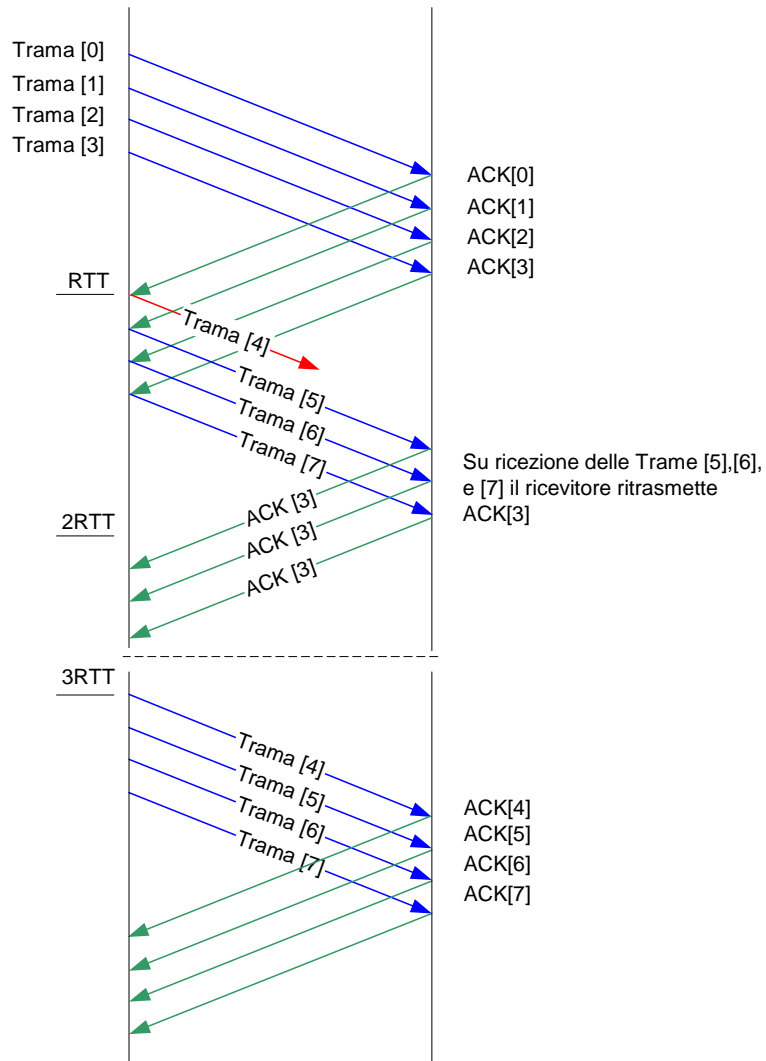 Trama [0]
Trama [1]
Trama [2]
Trama [3]
ACK[0]
ACK[1]
ACK[2]
ACK[3]
RTT
Trama [4]
Trama [5]
Trama [6]
Trama [7]
Su ricezione delle Trame [5],[6],
e [7] il ricevitore ritrasmette
ACK[3]
ACK [3]
2RTT
ACK [3]
ACK [3]
3RTT
Trama [4]
Trama [5]
Trama [6]
Trama [7]
ACK[4]
ACK[5]
ACK[6]
ACK[7]